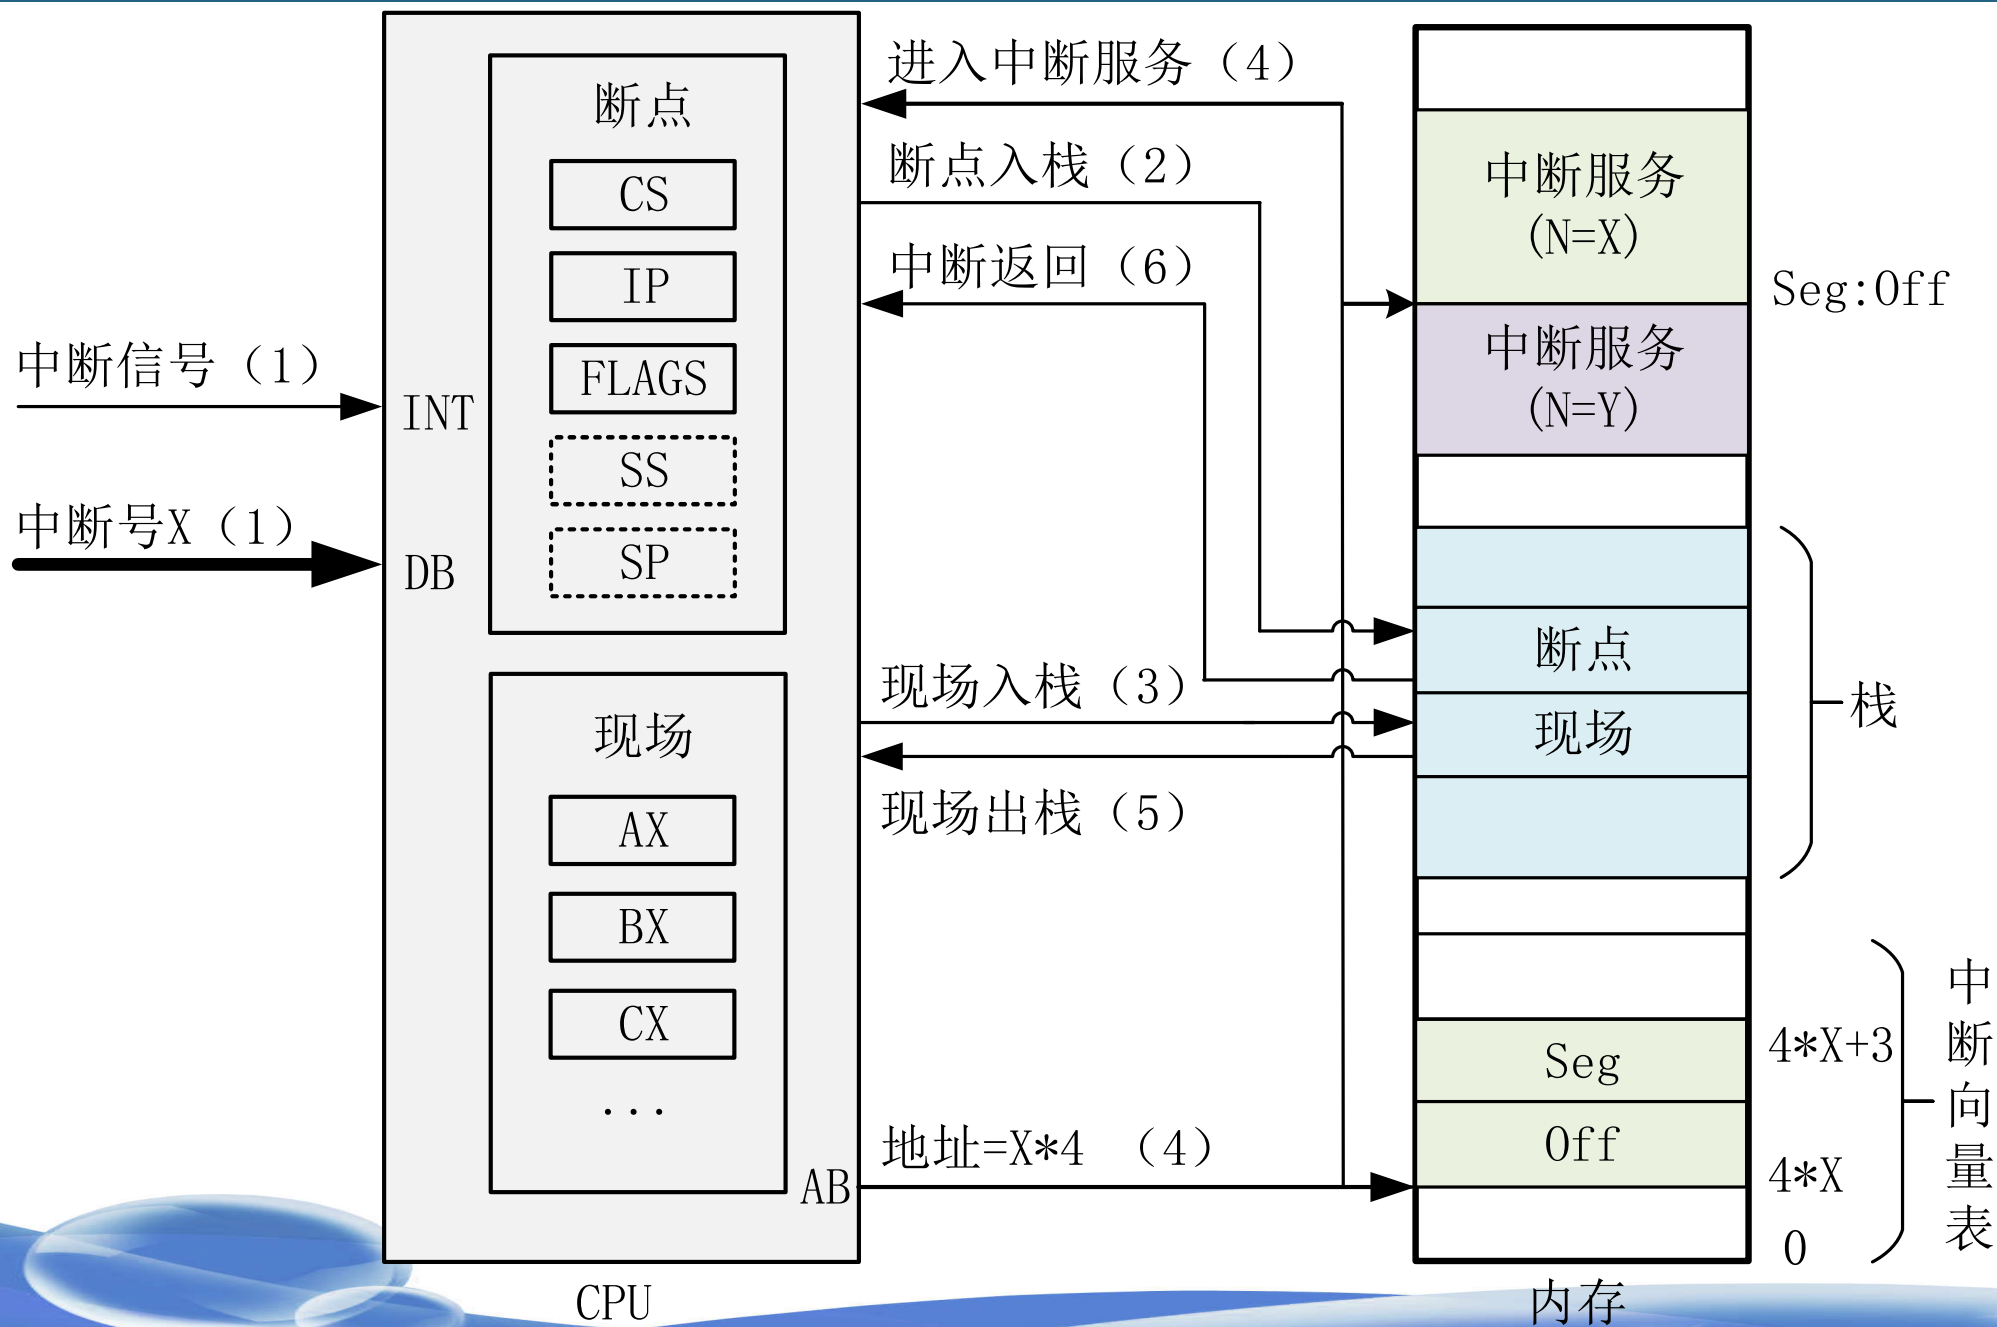 中断信号（1）
INT
中断号X（1）
DB
断点
CS
IP
FLAGS
SS
SP
现场
AX
BX
CX
...
AB
CPU
进入中断服务（4）
断点入栈（2）
中断返回（6）
现场入栈（3）
现场出栈（5）
地址=X*4 （4）
中断服务
(N=X)
中断服务
(N=Y)
断点
现场
Seg
Off
内存
Seg:Off
栈
4*X+3
4*X
0
中断向量表